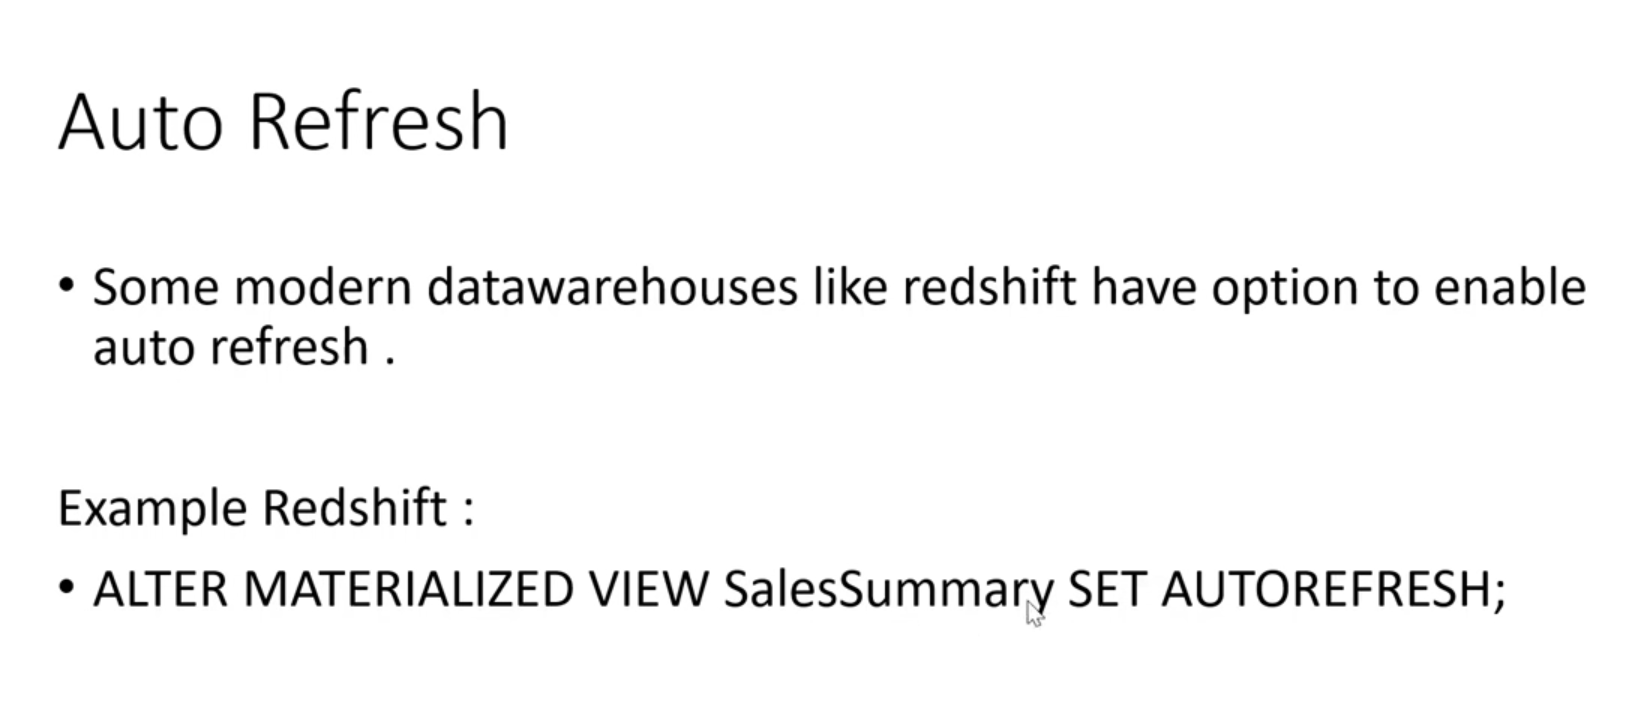 Auto Refresh
• Some modern datawarehouses like redshift have option to enable
auto refresh .
Example Redshift :
• ALTER MATERIALIZED VIEW SalesSummary SET AUTOREFRESH;